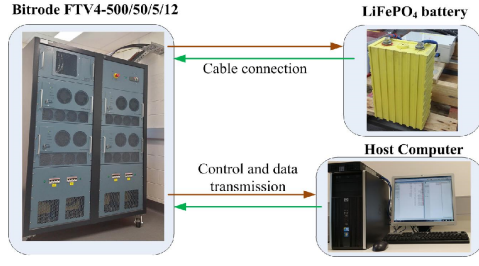 Bitrode FTV4-500/50/5/12
LiFePO₄ battery
Cable connection
Host Computer
Control and data
transmission